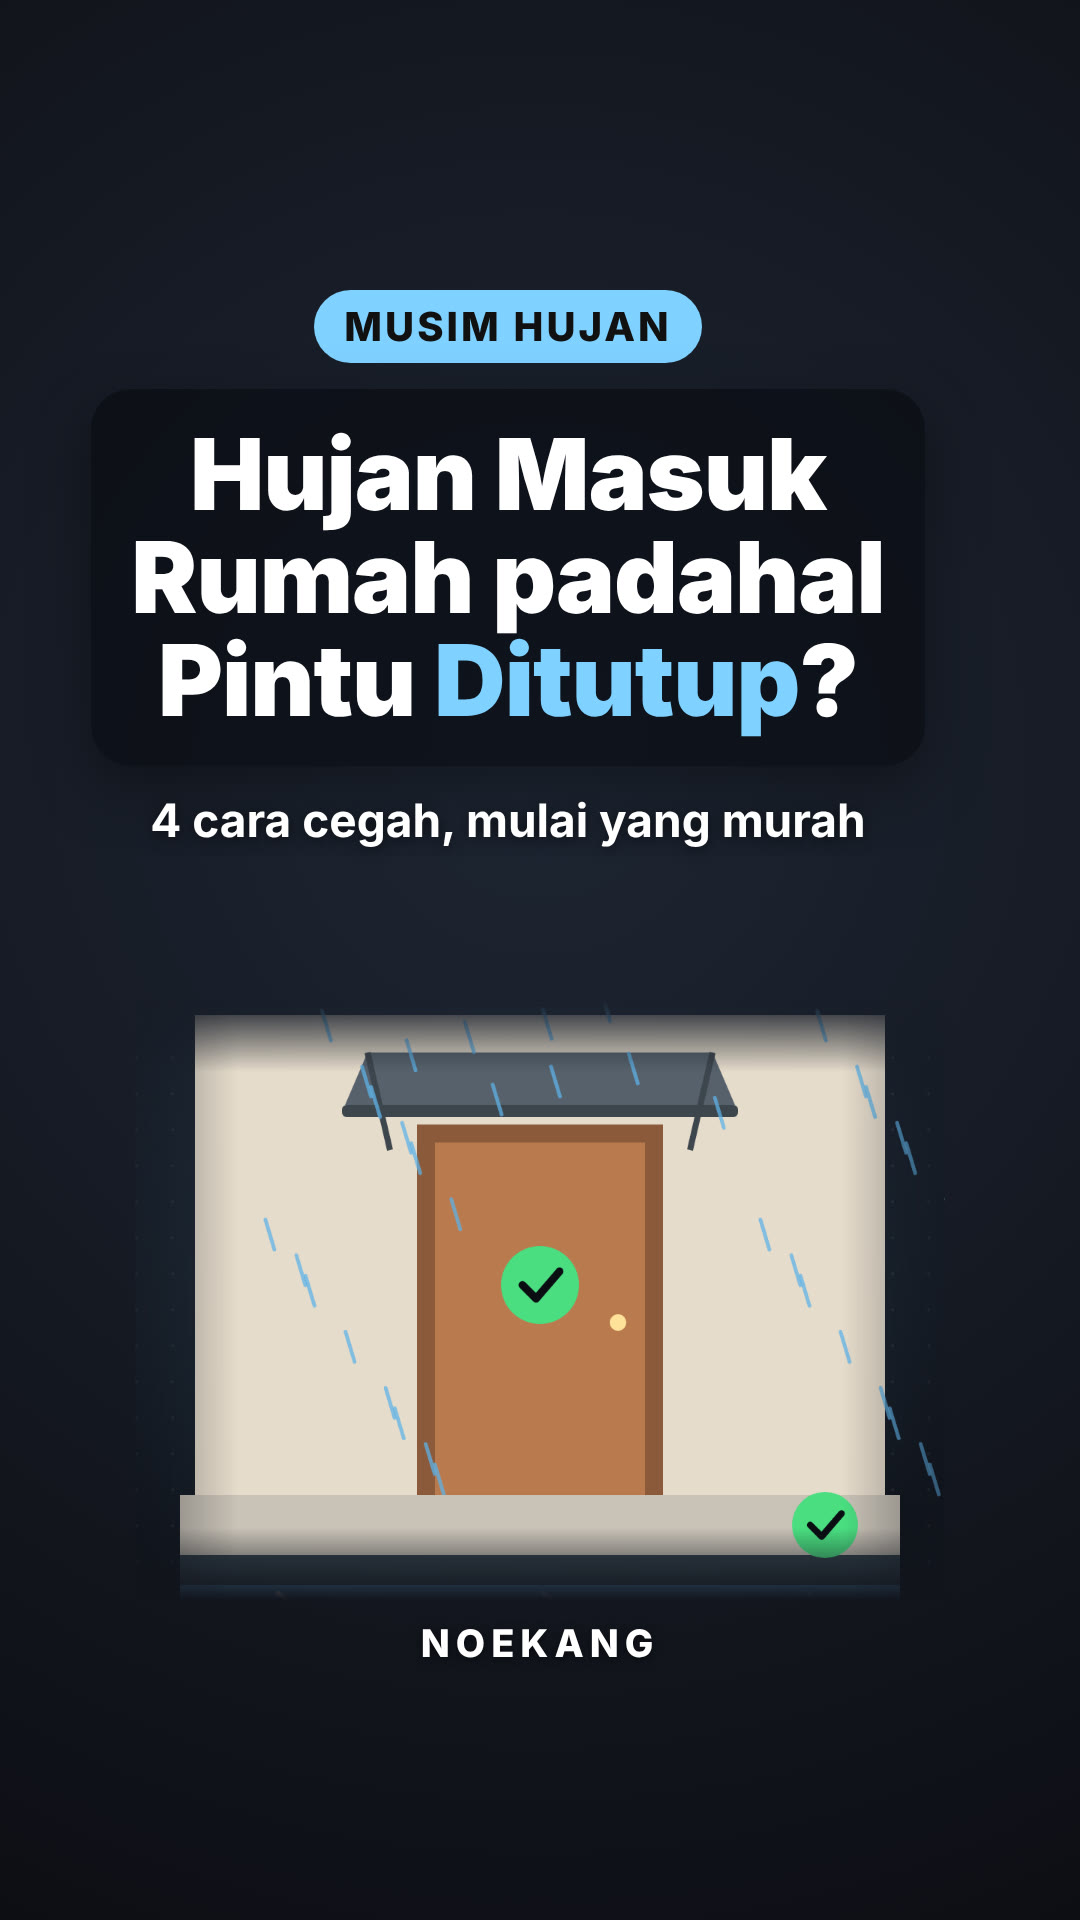 MUSIM HUJAN
Hujan Masuk
Rumah padahal
Pintu Ditutup?
4 cara cegah, mulai yang murah
NOEKANG